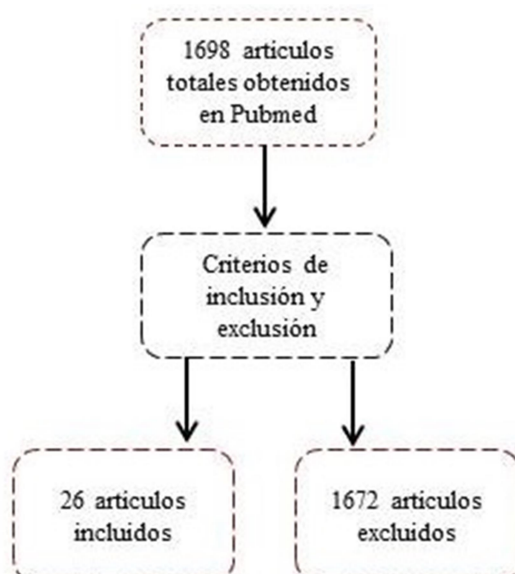 1698 articulos
totales obtenidos
en Pubmed
Criterios de
inclusión y
exclusión
26 articulos
incluidos
1672 articulos
excluidos